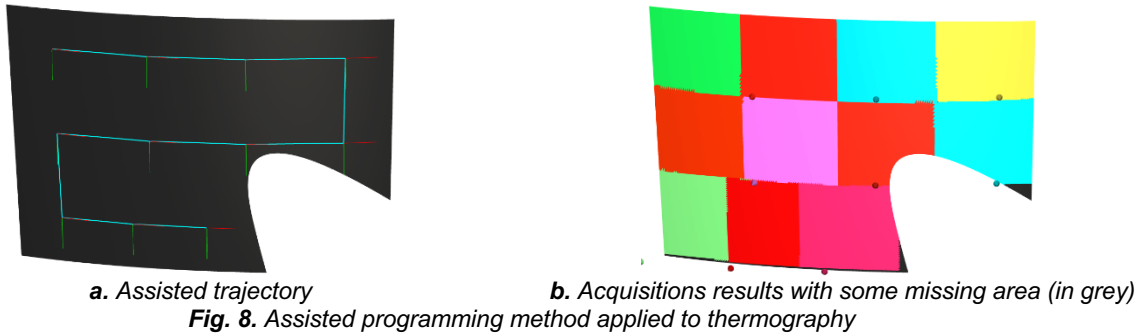 a. Assisted trajectory
b. Acquisitions results with some missing area (in grey)
Fig. 8. Assisted programming method applied to thermography